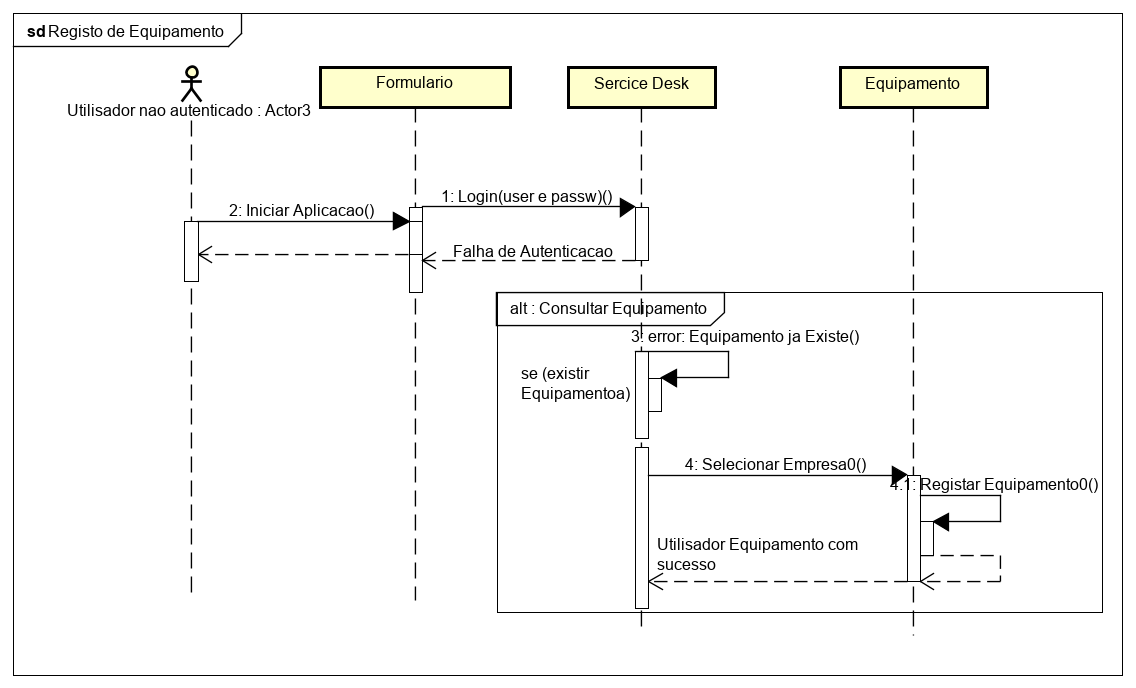 sd Registo de Equipamento
Utilisador nao autenticado : Actor3
Formulario
Sercice Desk
Equipamento
1: Login(user e passw)()
2: Iniciar Aplicacao()
Falha de Autenticacao
alt : Consultar Equipamento
3: error: Equipamento ja Existe()
se (existir
Equipamentoa)
4: Selecionar Empresa0()
4.1: Registar Equipamento0()
Utilisador Equipamento com
sucesso